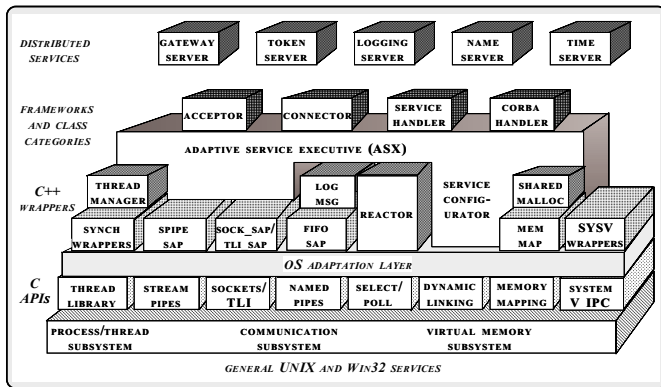 DISTRIBUTED
SERVICES
GATEWAY
SERVER
TOKEN
SERVER
LOGGING
SERVER
NAME
SERVER
TIME
SERVER
FRAMEWORKS
AND CLASS
CATEGORIES
ACCEPTOR
CONNECTOR
SERVICE
HANDLER
CORBA
HANDLER
ADAPTIVE SERVICE EXECUTIVE (ASX)
C++
WRAPPERS
THREAD
MANAGER
LOG
MSG
REACTOR
SERVICE
CONFIG-
URATOR
SHARED
MALLOC
SYNCH
WRAPPERS
SPIPE
SAP
SOCK_SAP/
TLI SAP
FIFO
SAP
MEM
MAP
SYSV
WRAPPERS
OS ADAPTATION LAYER
C
APIS
THREAD
LIBRARY
STREAM
PIPES
SOCKETS/
TLI
NAMED
PIPES
SELECT/
POLL
DYNAMIC
LINKING
MEMORY
MAPPING
SYSTEM
V IPC
PROCESS/THREAD
SUBSYSTEM
COMMUNICATION
SUBSYSTEM
VIRTUAL MEMORY
SUBSYSTEM
GENERAL UNIX AND WIN32 SERVICES